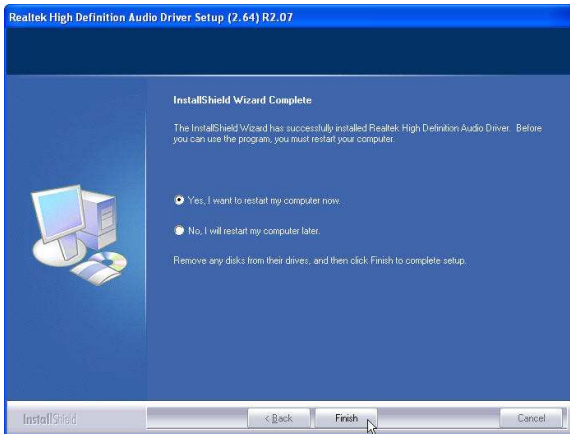 Realtek High Definition Audio Driver Setup (2.64) R2.07
InstallShield Wizard Complete
The InstallShield Wizard has successfully installed Realtek High Definition Audio Driver. Before
you can use the program, you must restart your computer.
Yes, I want to restart my computer now.
No, I will restart my computer later.
Remove any disks from their drives, and then click Finish to complete setup.
InstallShield
< Back
Finish
Cancel